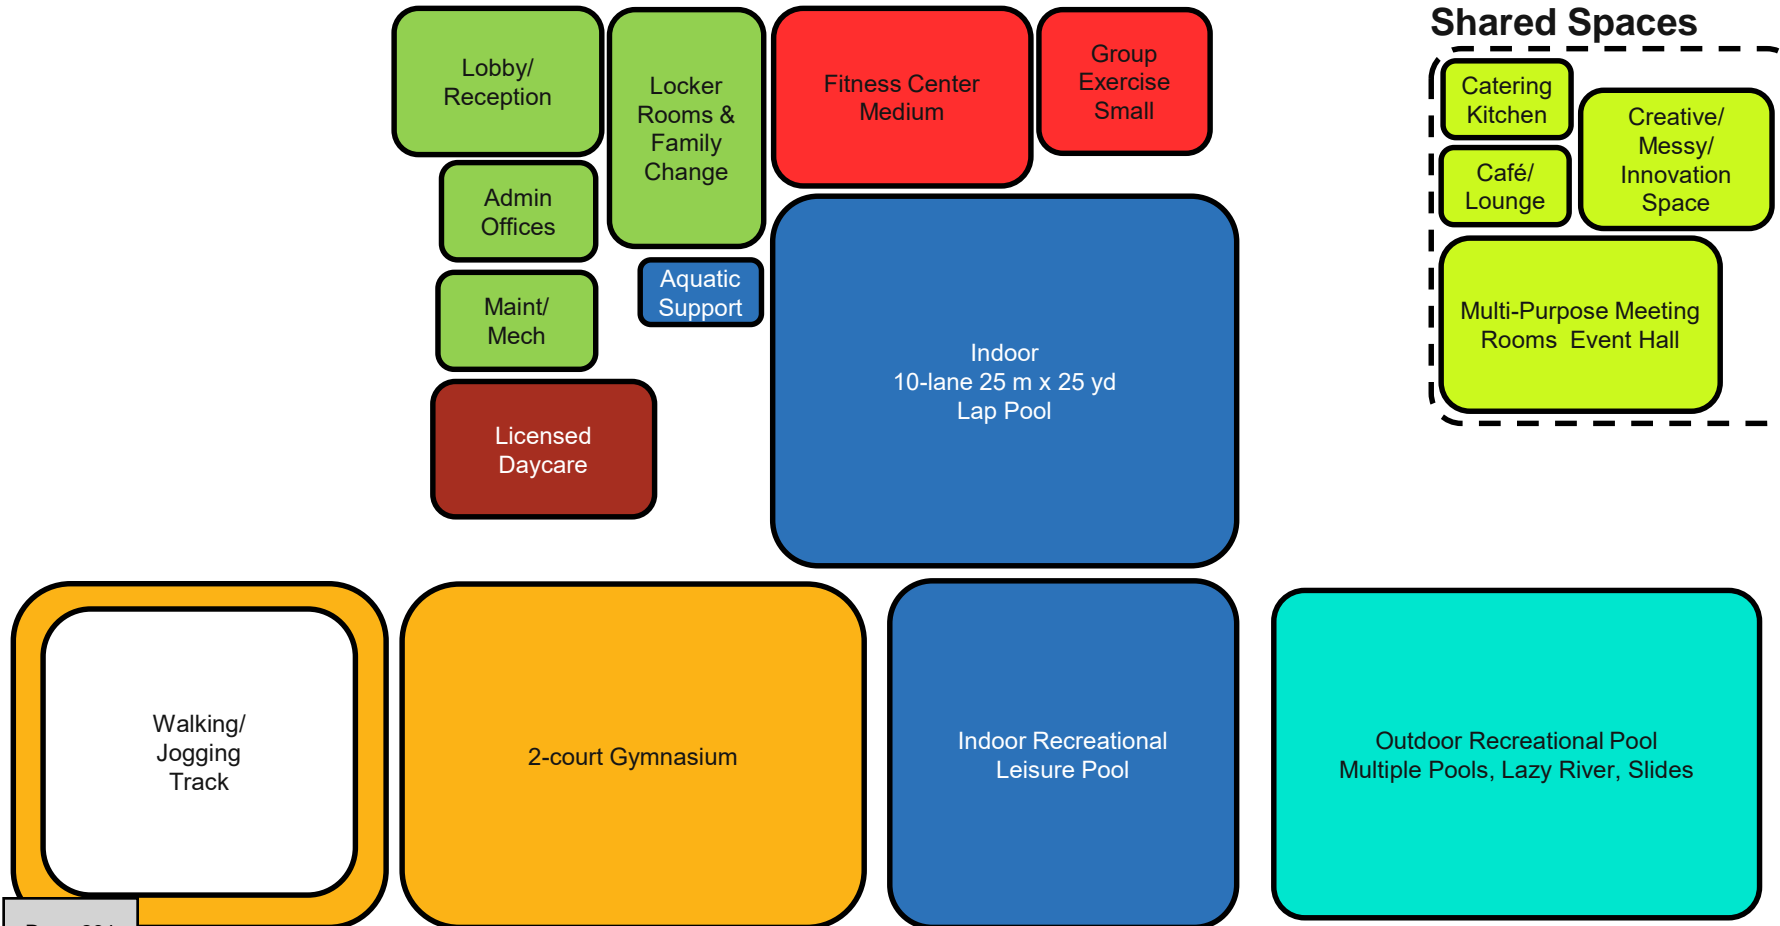 Shared Spaces
Lobby/
Reception
Locker
Rooms &
Family
Change
Fitness Center
Medium
Group
Exercise
Small
Catering
Kitchen
Creative/
Messy/
Innovation
Space
Café/
Lounge
Admin
Offices
Aquatic
Support
Maint/
Mech
Multi-Purpose Meeting
Rooms  Event Hall
Indoor
10-lane 25 m x 25 yd
Lap Pool
Licensed
Daycare
Walking/
Jogging
Track
2-court Gymnasium
Indoor Recreational
Leisure Pool
Outdoor Recreational Pool
Multiple Pools, Lazy River, Slides